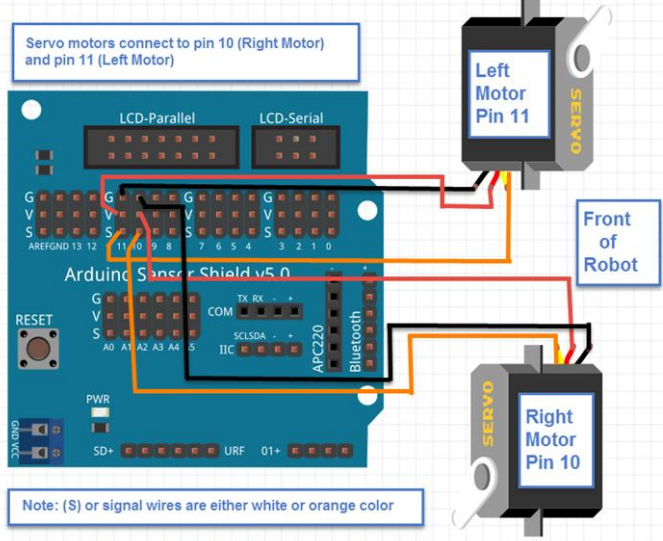 Servo motors connect to pin 10 (Right Motor)
and pin 11 (Left Motor)
Left
Motor
Pin 11
SERVO
LCD-Parallel
LCD-Serial
G G G
V V V
S S S
AREFGND 13 12 11 10 9 8 7 6 5 4 3 2 1 0
Front
of
Robot
Arduino Sensor Shield v5.0
- +
G
V
S
A0 A1 A2 A3 A4 A5
COM
TX RX - +
IIC
SCLSDA - +
APC220
Bluetooth
RESET
PWR
GND VCC
SD+ URF 01+
SERVO
Right
Motor
Pin 10
Note: (S) or signal wires are either white or orange color